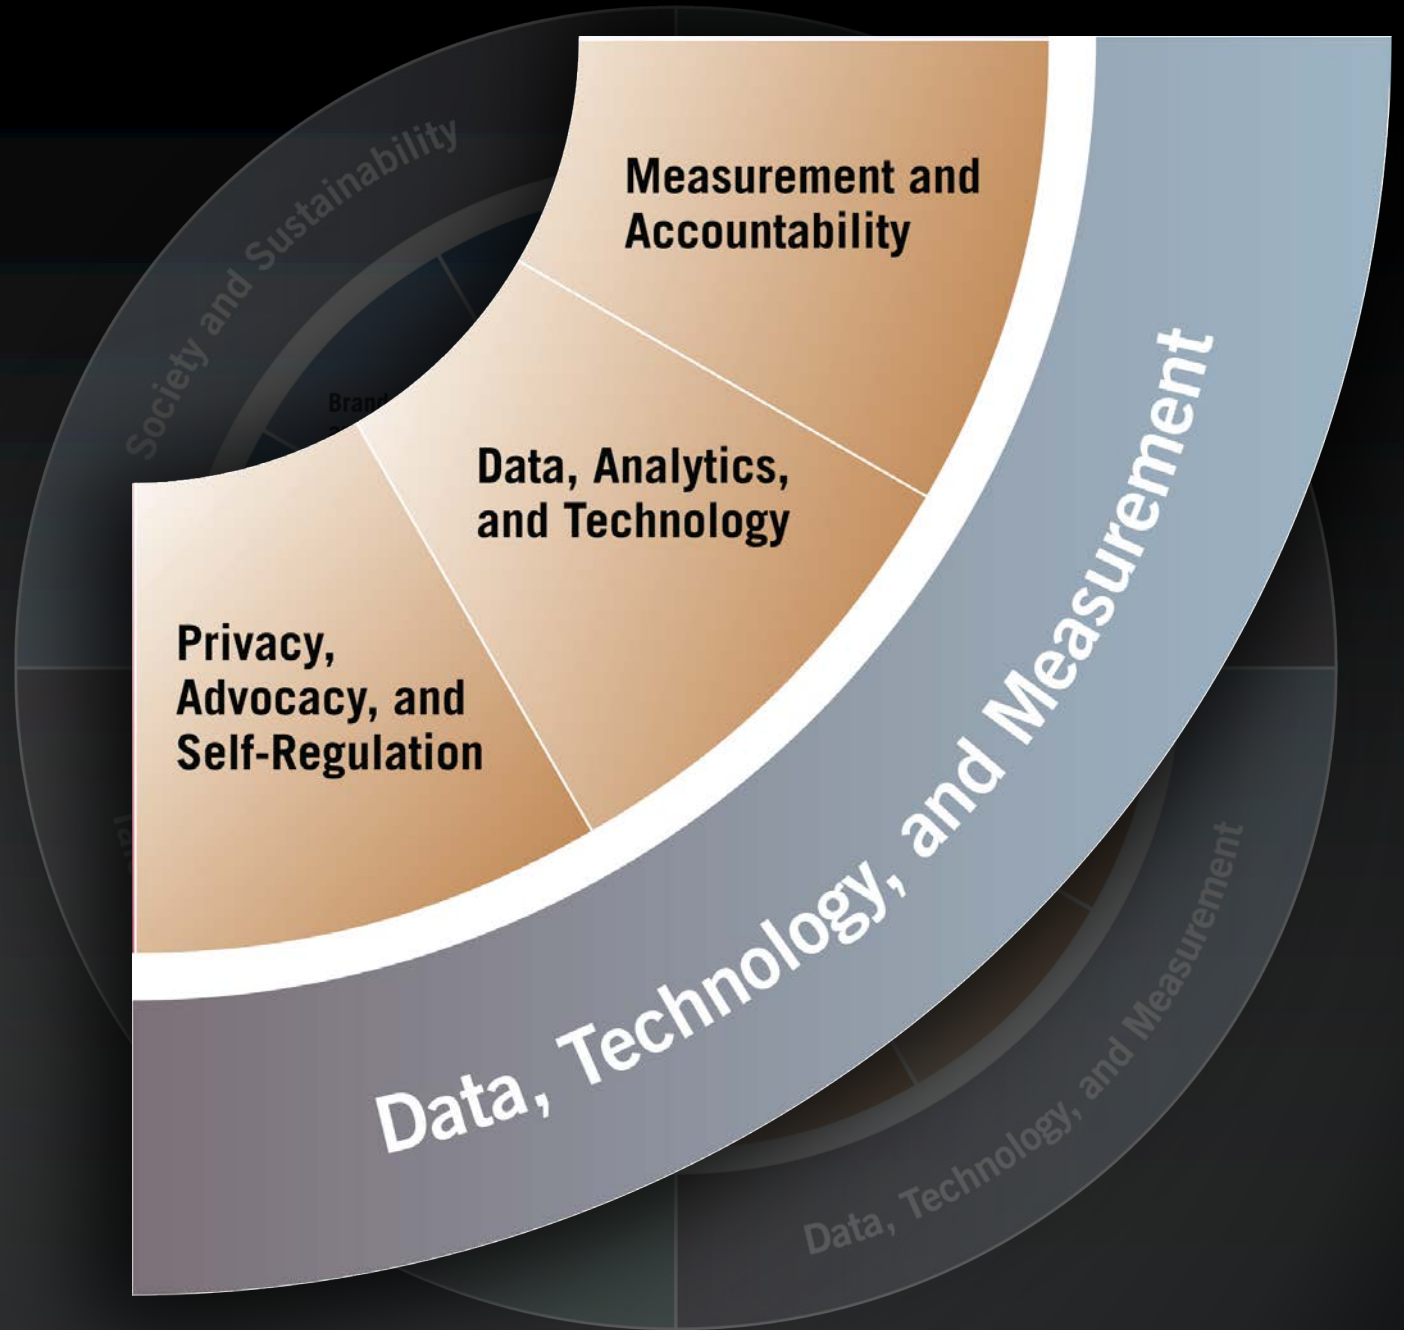 Society and Sustainability
Measurement and
Accountability
Brand
Data, Analytics,
and Technology
Privacy,
Advocacy, and
Self-Regulation
Data, Technology, and Measurement
Data, Technology, and Measurement